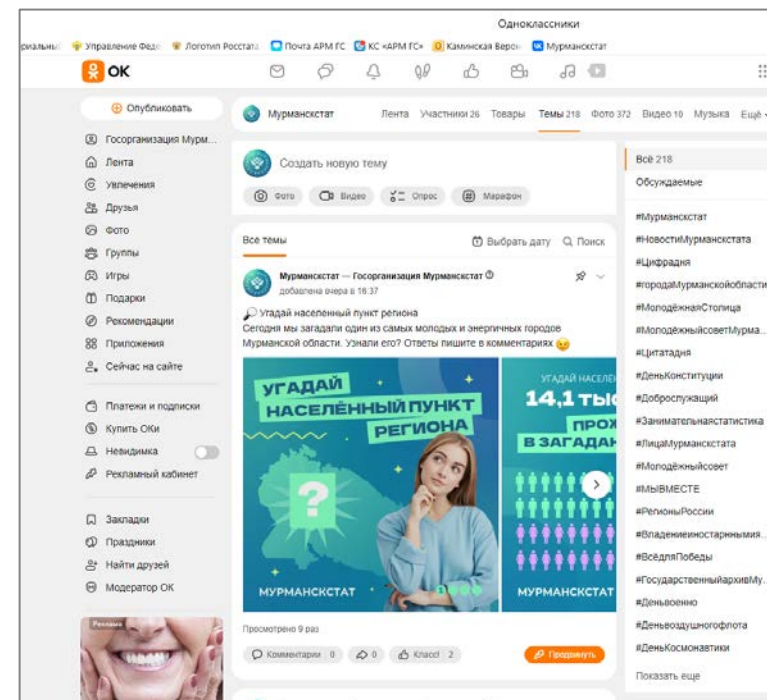 Одноклассники
Управление Феде
Логотип Росстата
Почта АРМ ГС
КС «АРМ ГС»
Каминская Верон
Мурманскстат
ОК
Опубликовать
Мурманскстат
Лента
Участники 26
Товары
Темы 218
Фото 372
Видео 10
Музыка
Ещё
Госорганизация Мурм...
Лента
Увлечения
Друзья
Фото
Группы
Игры
Подарки
Рекомендации
Приложения
Сейчас на сайте
Платежи и подписки
Купить ОКи
Невидимка
Рекламный кабинет
Закладки
Праздники
Найти друзей
Модератор ОК
Реклама
Создать новую тему
Фото
Видео
Опрос
Марафон
Все темы
Выбрать дату
Поиск
Мурманскстат — Госорганизация Мурманскстат
добавлена вчера в 16:37
Угадай населенный пункт региона
Сегодня мы загадали один из самых молодых и энергичных городов
Мурманской области. Узнали его? Ответы пишите в комментариях
УГАДАЙ
НАСЕЛЁННЫЙ ПУНКТ
РЕГИОНА
?
МУРМАНСКСТАТ
УГАДАЙ НАСЕЛЁ
14,1 ТЫС
ПРОЖ
В ЗАГАДАН
МУРМАНСКСТАТ
Просмотрено 9 раз
Комментарии 0
0
Класс! 2
Продвинуть
Всё 218
Обсуждаемые
#Мурманскстат
#НовостиМурманскстата
#Цифрадня
#городаМурманскойобласти
#МолодёжнаяСтолица
#МолодёжныйсоветМурма...
#Цитатадня
#ДеньКонституции
#Доброслужащий
#Занимательнаястатистика
#ЛицаМурманскстата
#Молодёжныйсовет
#МЫВМЕСТЕ
#РегионыРоссии
#Владениеиностарннымия...
#ВсёдляПобеды
#ГосударственныйархивМу...
#Деньвоенно
#Деньвоздушногофлота
#ДеньКосмонавтики
Показать еще